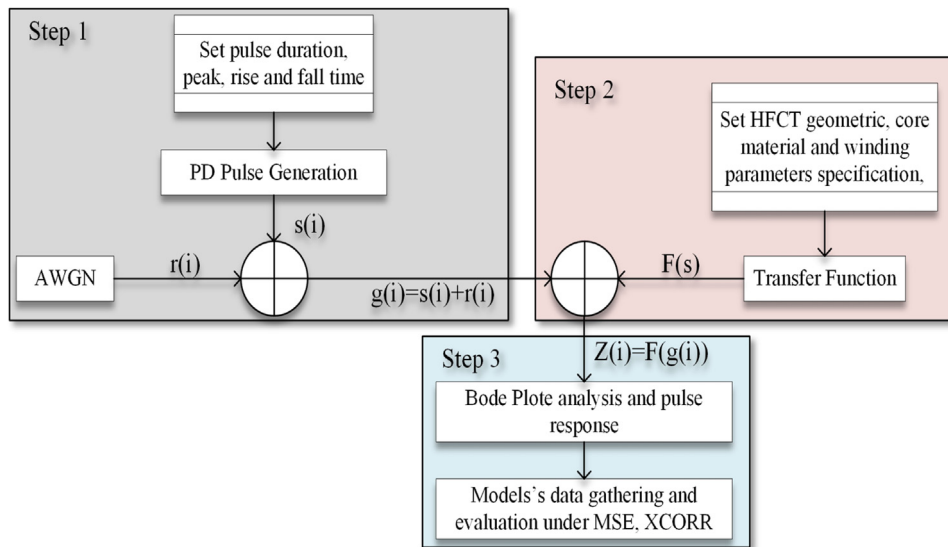 Step 1
Set pulse duration,
peak, rise and fall time
PD Pulse Generation
s(i)
AWGN
r(i)
g(i)=s(i)+r(i)
Step 2
Set HFCT geometric, core
material and winding
parameters specification,
F(s)
Transfer Function
Step 3
Z(i)=F(g(i))
Bode Plote analysis and pulse
response
Models`s data gathering and
evaluation under MSE, XCORR